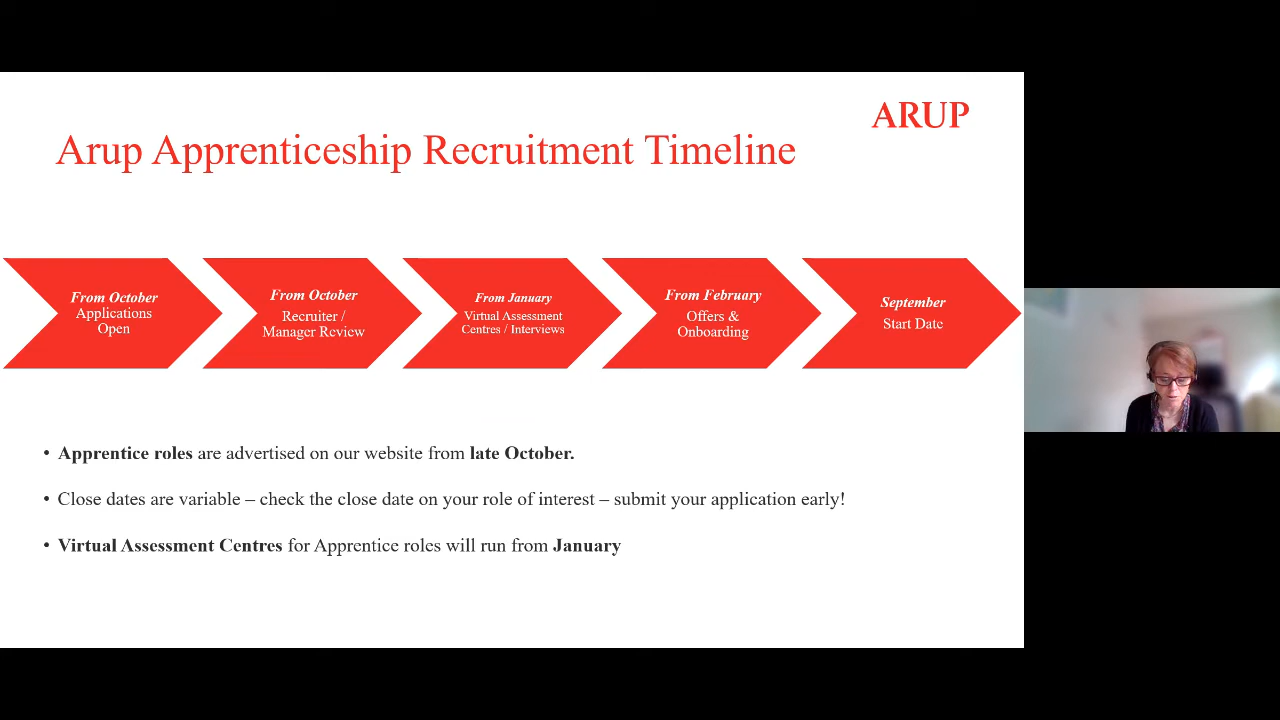 ARUP
Arup Apprenticeship Recruitment Timeline
From October
Applications
Open
From October
Recruiter /
Manager Review
From January
Virtual Assessment
Centres / Interviews
From February
Offers &
Onboarding
September
Start Date
• Apprentice roles are advertised on our website from late October.
• Close dates are variable – check the close date on your role of interest – submit your application early!
• Virtual Assessment Centres for Apprentice roles will run from January